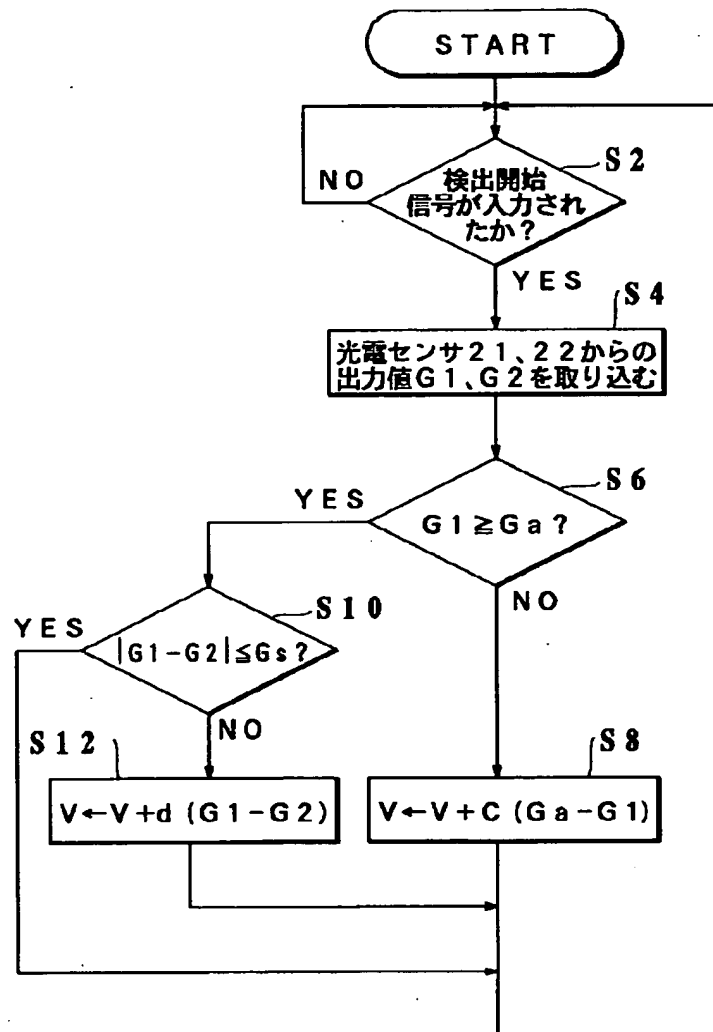 START
S2
NO
検出開始
信号が入力され
たか？
YES
S4
光電センサ21、22からの
出力値G1、G2を取り込む
S6
YES
G1≧Ga？
NO
S10
YES
|G1−G2|≦Gs？
NO
S12
V←V+d（G1−G2）
S8
V←V+C（Ga−G1）